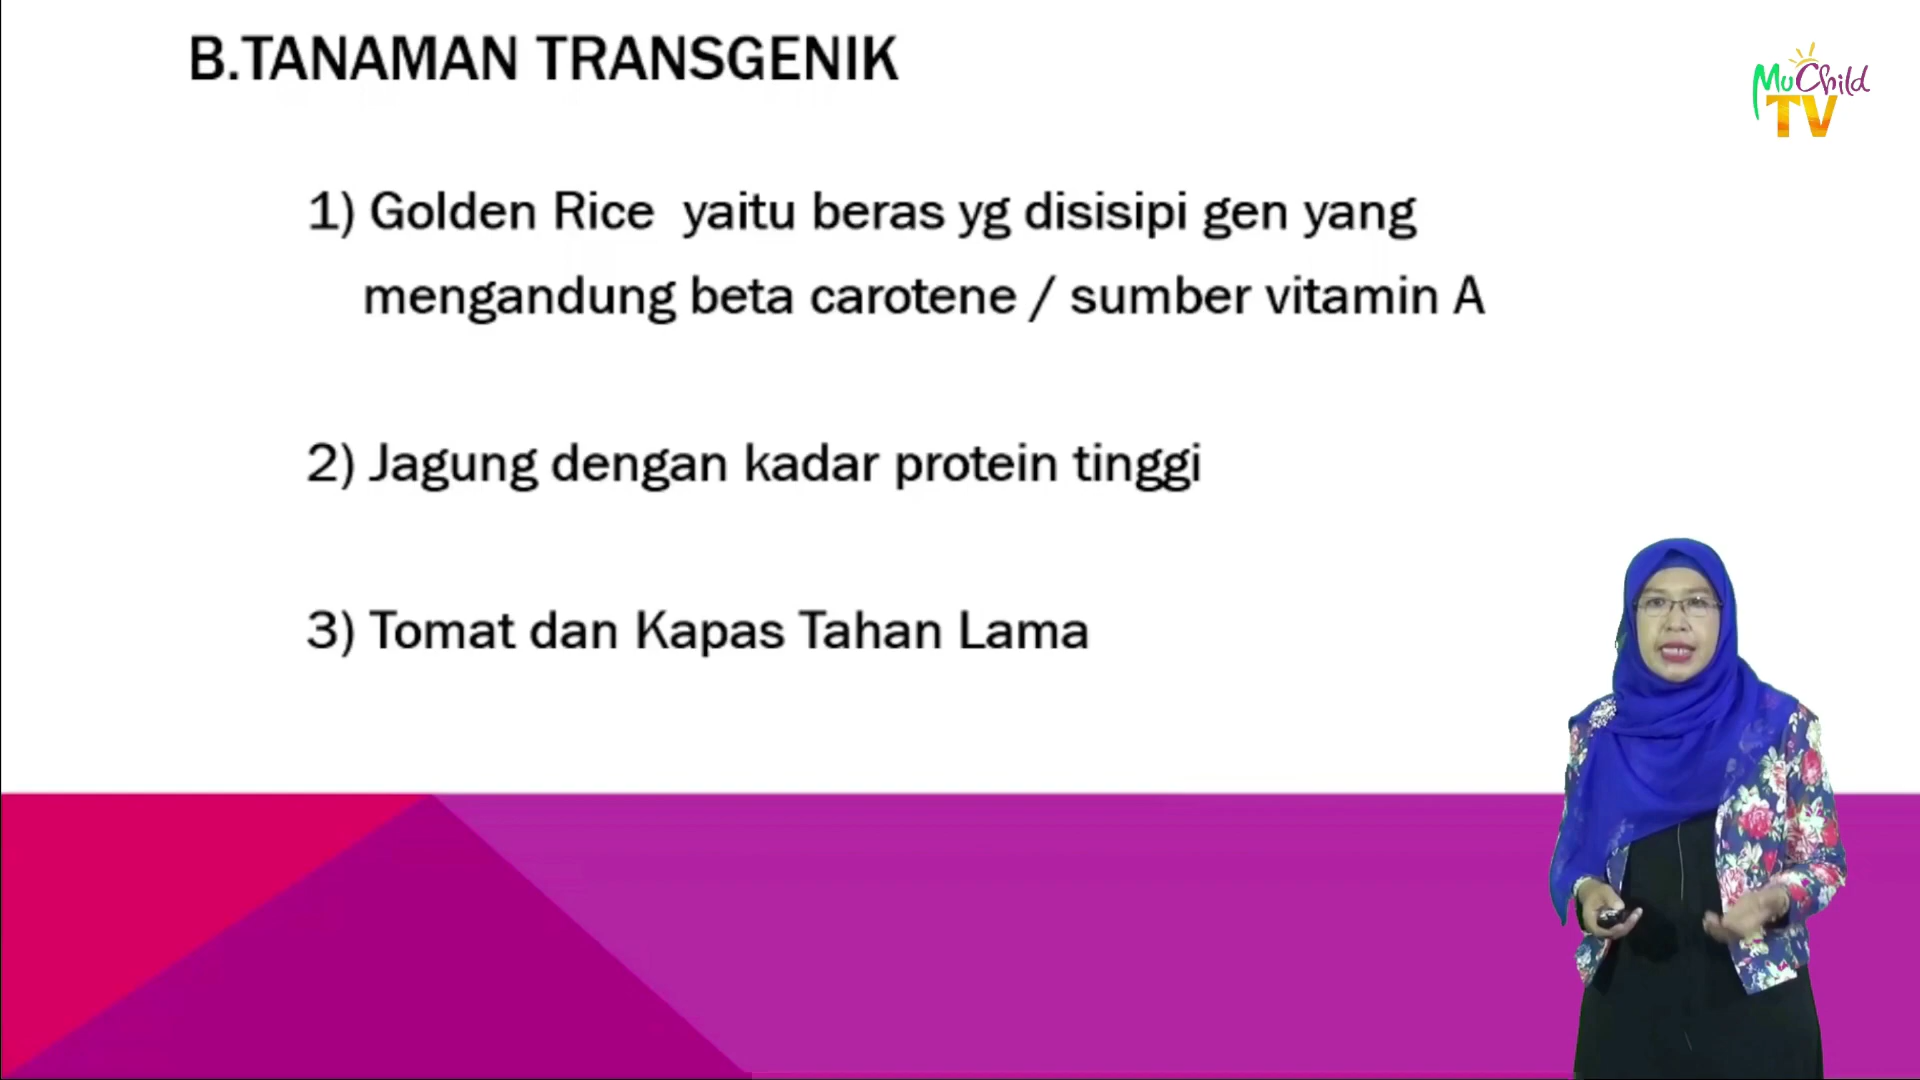 B.TANAMAN TRANSGENIK
MuChild
TV
1) Golden Rice yaitu beras yg disisipi gen yang
mengandung beta carotene / sumber vitamin A
2) Jagung dengan kadar protein tinggi
3) Tomat dan Kapas Tahan Lama